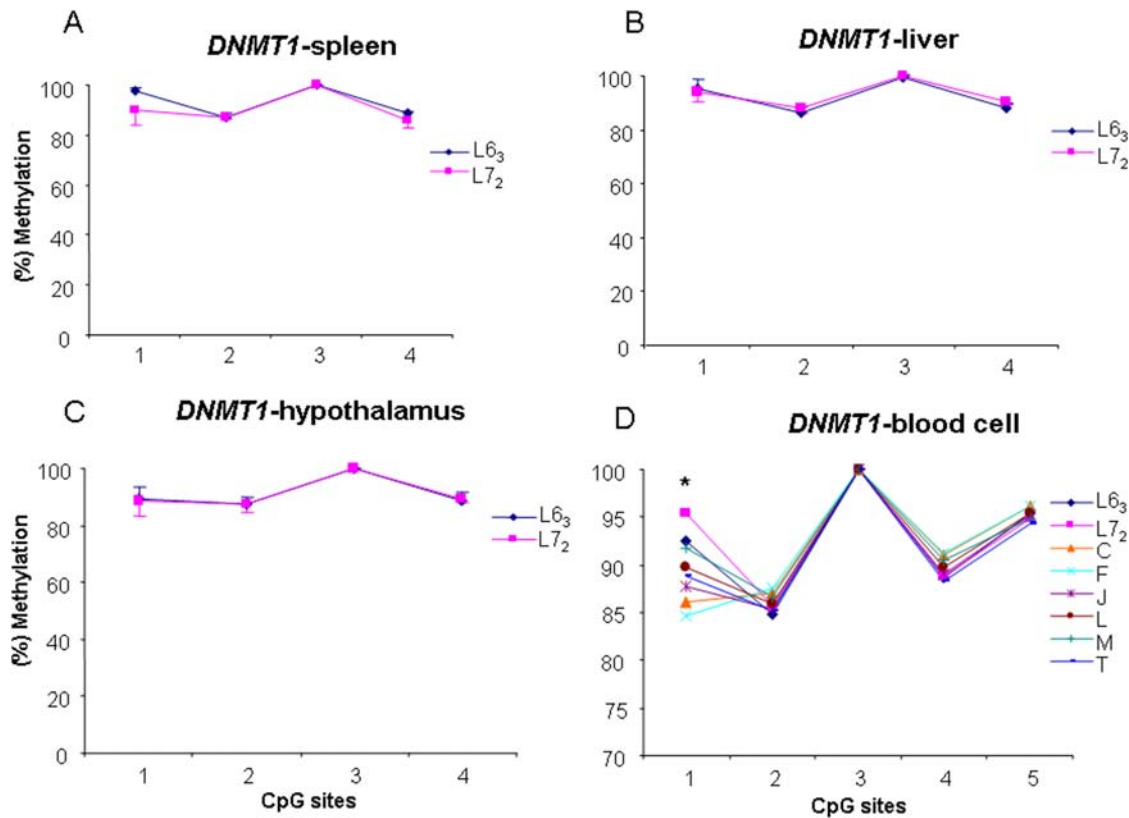 A
DNMT1-spleen
(%) Methylation
100
80
60
40
20
0
1 2 3 4
L6₃
L7₂
B
DNMT1-liver
100
80
60
40
20
0
1 2 3 4
L6₃
L7₂
C
DNMT1-hypothalamus
(%) Methylation
100
80
60
40
20
0
1 2 3 4
CpG sites
L6₃
L7₂
D
DNMT1-blood cell
100
95
90
85
80
75
70
*
1 2 3 4 5
CpG sites
L6₃
L7₂
C
F
J
L
M
T